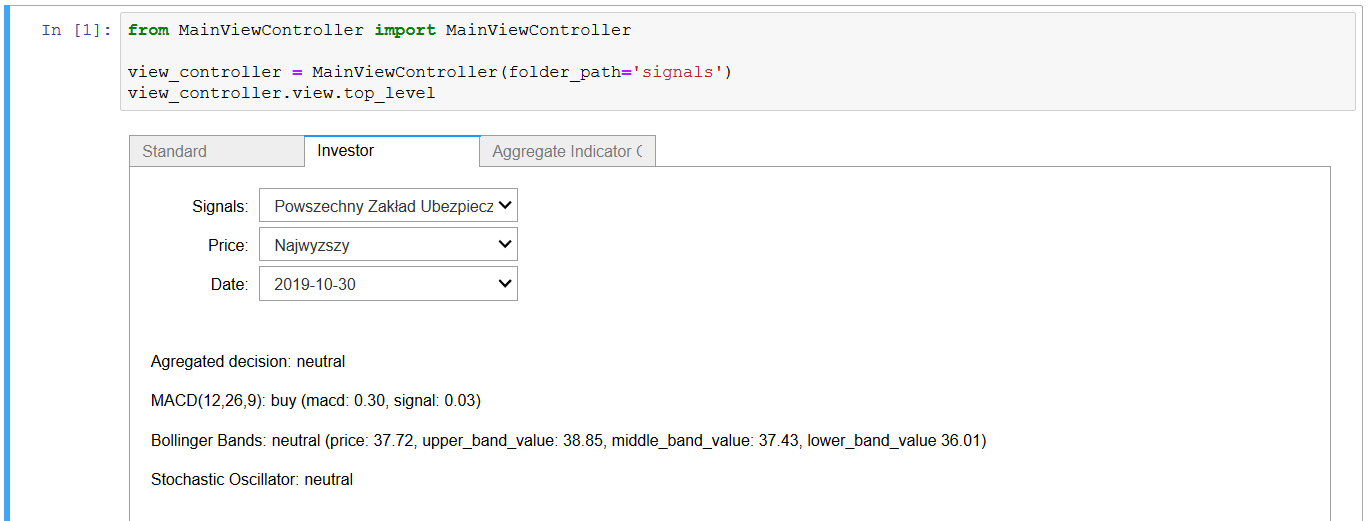 In [1]: from MainViewController import MainViewController
view_controller = MainViewController(folder_path='signals')
view_controller.view.top_level
Standard Investor Aggregate Indicator
Signals: Powszechny Zakład Ubezpiecz
Price: Najwyzszy
Date: 2019-10-30
Agregated decision: neutral
MACD(12,26,9): buy (macd: 0.30, signal: 0.03)
Bollinger Bands: neutral (price: 37.72, upper_band_value: 38.85, middle_band_value: 37.43, lower_band_value 36.01)
Stochastic Oscillator: neutral